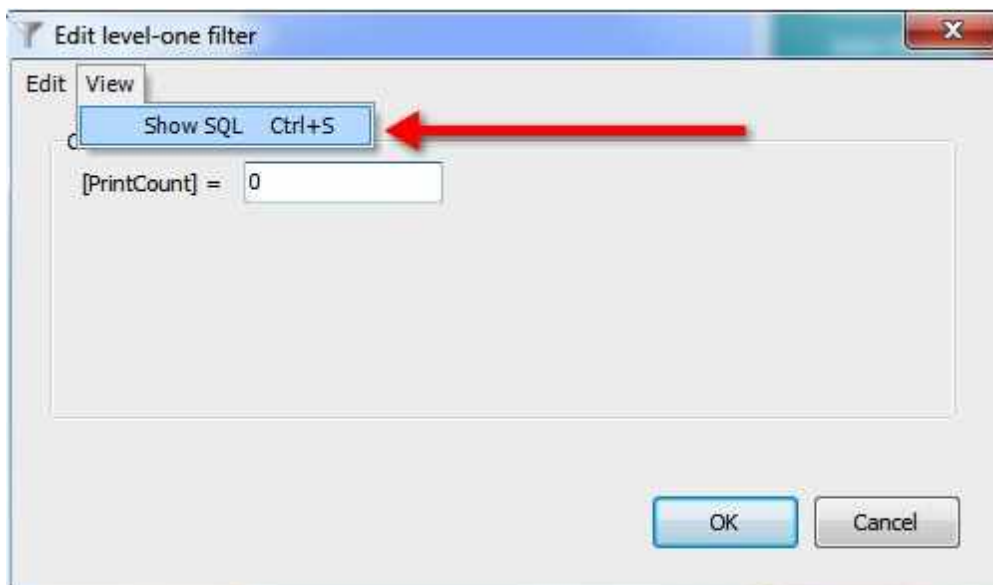 Edit level-one filter
Edit View
Show SQL Ctrl+S
[PrintCount] = 0
OK Cancel